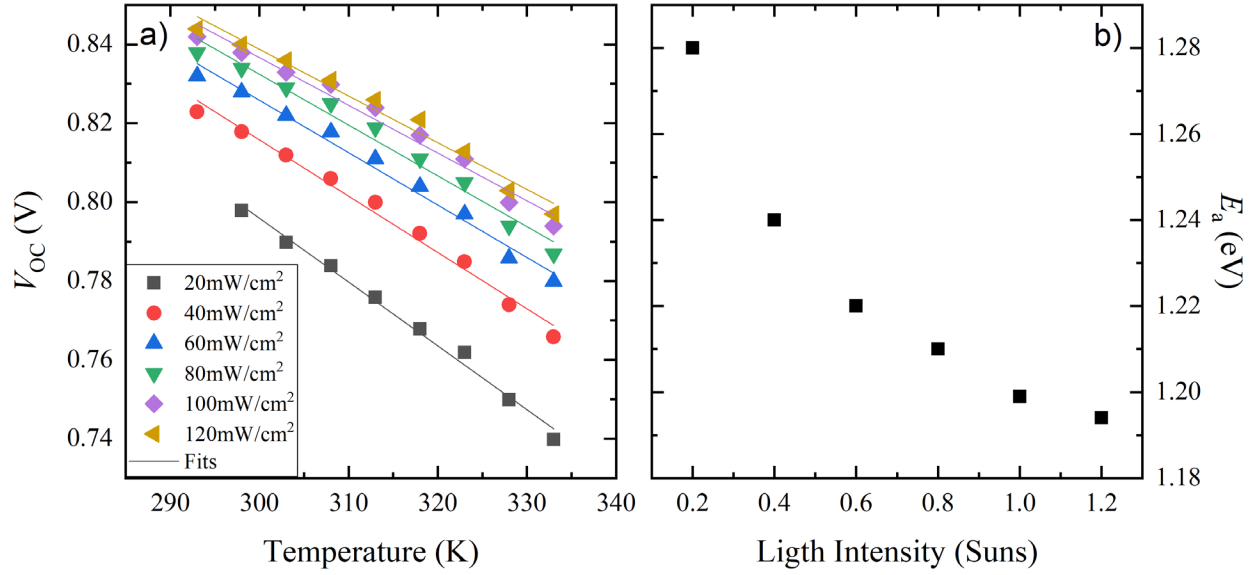 a)
0.84
0.82
0.80
0.78
0.76
0.74
V_OC (V)
20mW/cm²
40mW/cm²
60mW/cm²
80mW/cm²
100mW/cm²
120mW/cm²
Fits
290 300 310 320 330 340
Temperature (K)
b)
1.28
1.26
1.24
1.22
1.20
1.18
E_a (eV)
0.2 0.4 0.6 0.8 1.0 1.2
Ligth Intensity (Suns)